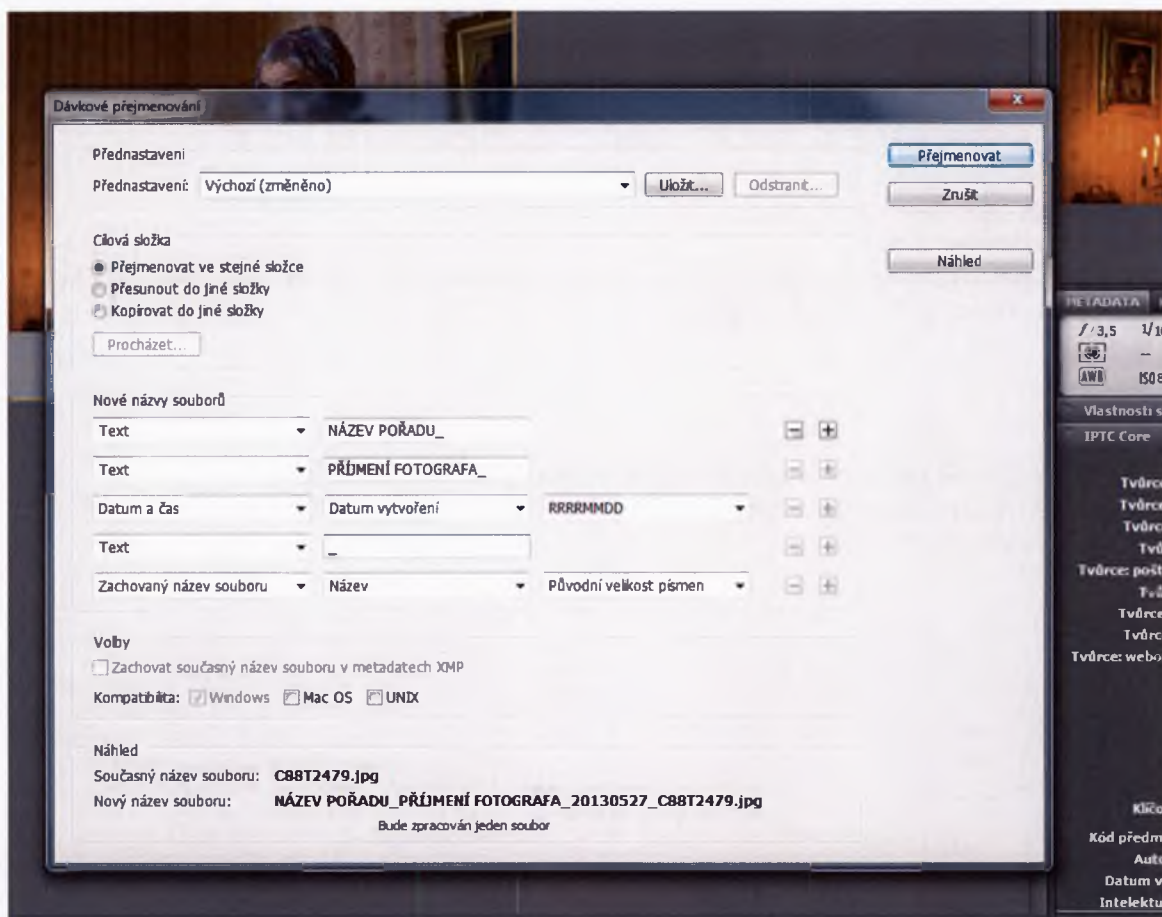 Dávkové přejmenování
Přednastavení
Přednastavení: Výchozí (změněno) Uložit... Odstranit...
Přejmenovat
Zrušit
Náhled
Cílová složka
Přejmenovat ve stejné složce
Přesunout do jiné složky
Kopírovat do jiné složky
Procházet...
Nové názvy souborů
Text NÁZEV POŘADU_
Text PŘÍJMENÍ FOTOGRAFA_
Datum a čas Datum vytvoření RRRRMMDD
Text _
Zachovaný název souboru Název Původní velikost písmen
Volby
Zachovat současný název souboru v metadatech XMP
Kompatibilita: Windows Mac OS UNIX
Náhled
Současný název souboru: C88T2479.jpg
Nový název souboru: NÁZEV POŘADU_PŘÍJMENÍ FOTOGRAFA_20130527_C88T2479.jpg
Bude zpracován jeden soubor
METADATA
f/3,5
--
AWB ISO
Vlastnosti
IPTC Core
Tvůrce
Tvůrce
Tvůrce: 
Tvůrce
Tvůrce
Tvůrce: webo
Kód předm
Datum v
Intelektu